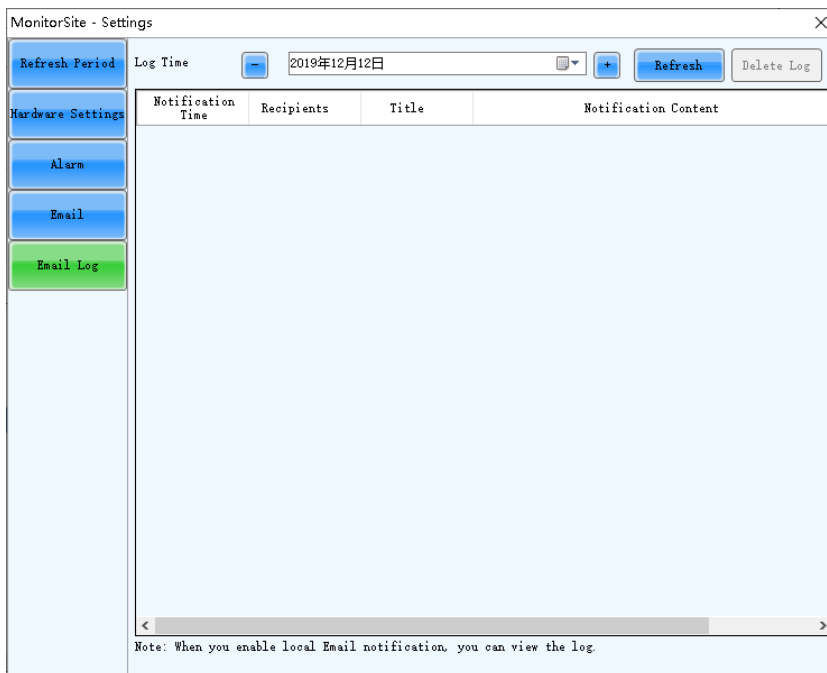 MonitorSite - Settings
Refresh Period
Log Time
-
2019年12月12日
+
Refresh
Delete Log
Hardware Settings
Notification
Time
Recipients
Title
Notification Content
Alarm
Email
Email Log
Note: When you enable local Email notification, you can view the log.